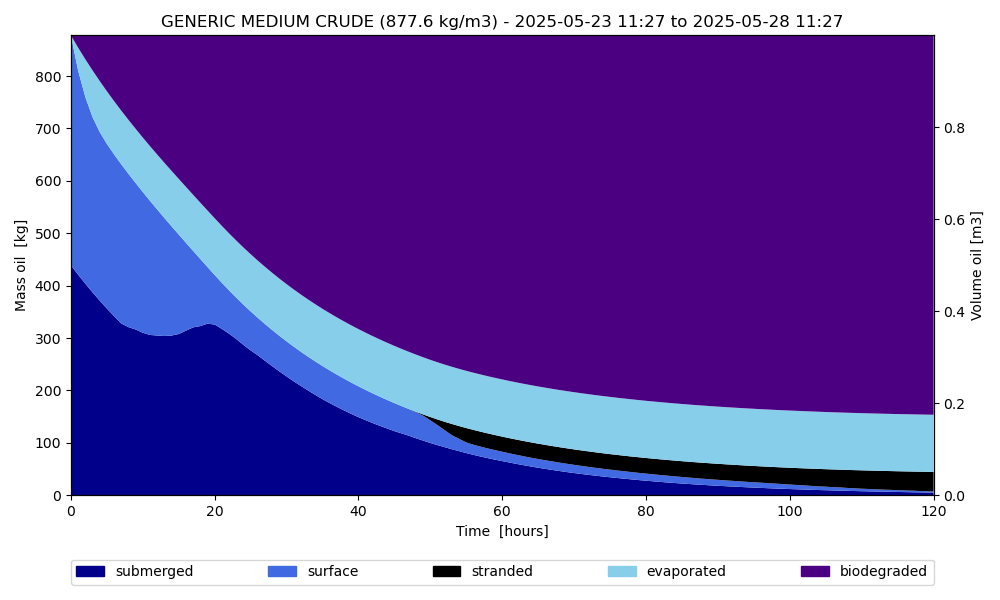 GENERIC MEDIUM CRUDE (877.6 kg/m3) - 2025-05-23 11:27 to 2025-05-28 11:27
800
700
600
500
400
300
200
100
0
Mass oil [kg]
0.8
0.6
0.4
0.2
0.0
Volume oil [m3]
0 20 40 60 80 100 120
Time [hours]
submerged surface stranded evaporated biodegraded